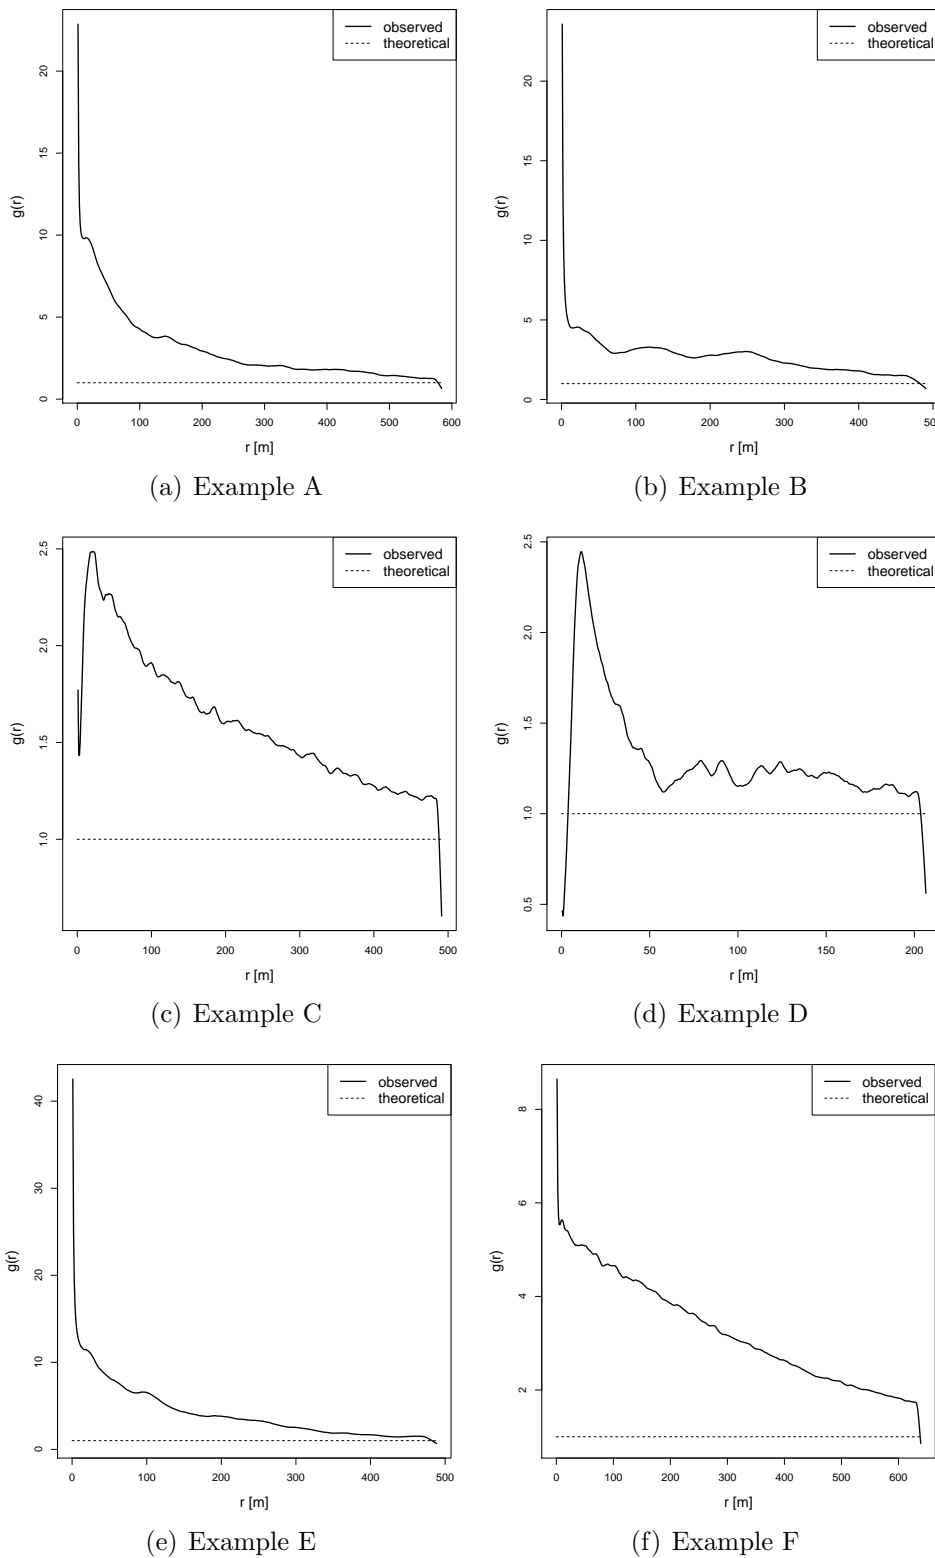 observed
theoretical
g(r)
20
15
10
5
0
0 100 200 300 400 500 600
r [m]
(a) Example A
observed
theoretical
g(r)
20
15
10
5
0
0 100 200 300 400
r [m]
(b) Example B
observed
theoretical
g(r)
2.5
2.0
1.5
1.0
0 100 200 300 400 500
r [m]
(c) Example C
observed
theoretical
g(r)
2.5
2.0
1.5
1.0
0.5
0 50 100 150 200
r [m]
(d) Example D
observed
theoretical
g(r)
40
30
20
10
0
0 100 200 300 400 500
r [m]
(e) Example E
observed
theoretical
g(r)
8
6
4
2
0 100 200 300 400 500 600
r [m]
(f) Example F